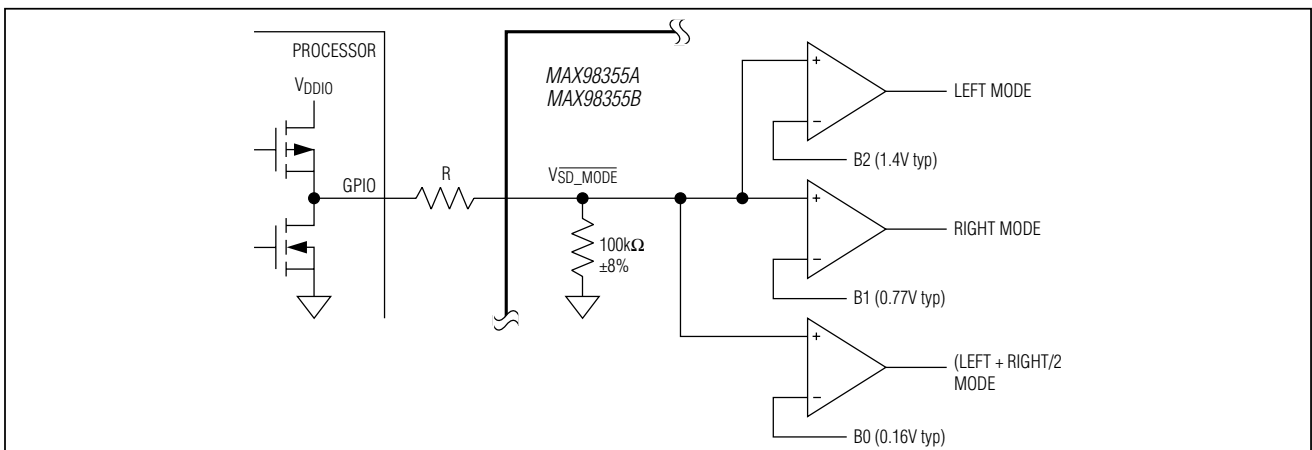 PROCESSOR
VDDIO
GPIO
R
MAX98355A
MAX98355B
VSD_MODE
100kΩ
±8%
+
−
LEFT MODE
B2 (1.4V typ)
+
−
RIGHT MODE
B1 (0.77V typ)
+
−
(LEFT + RIGHT/2
MODE
B0 (0.16V typ)